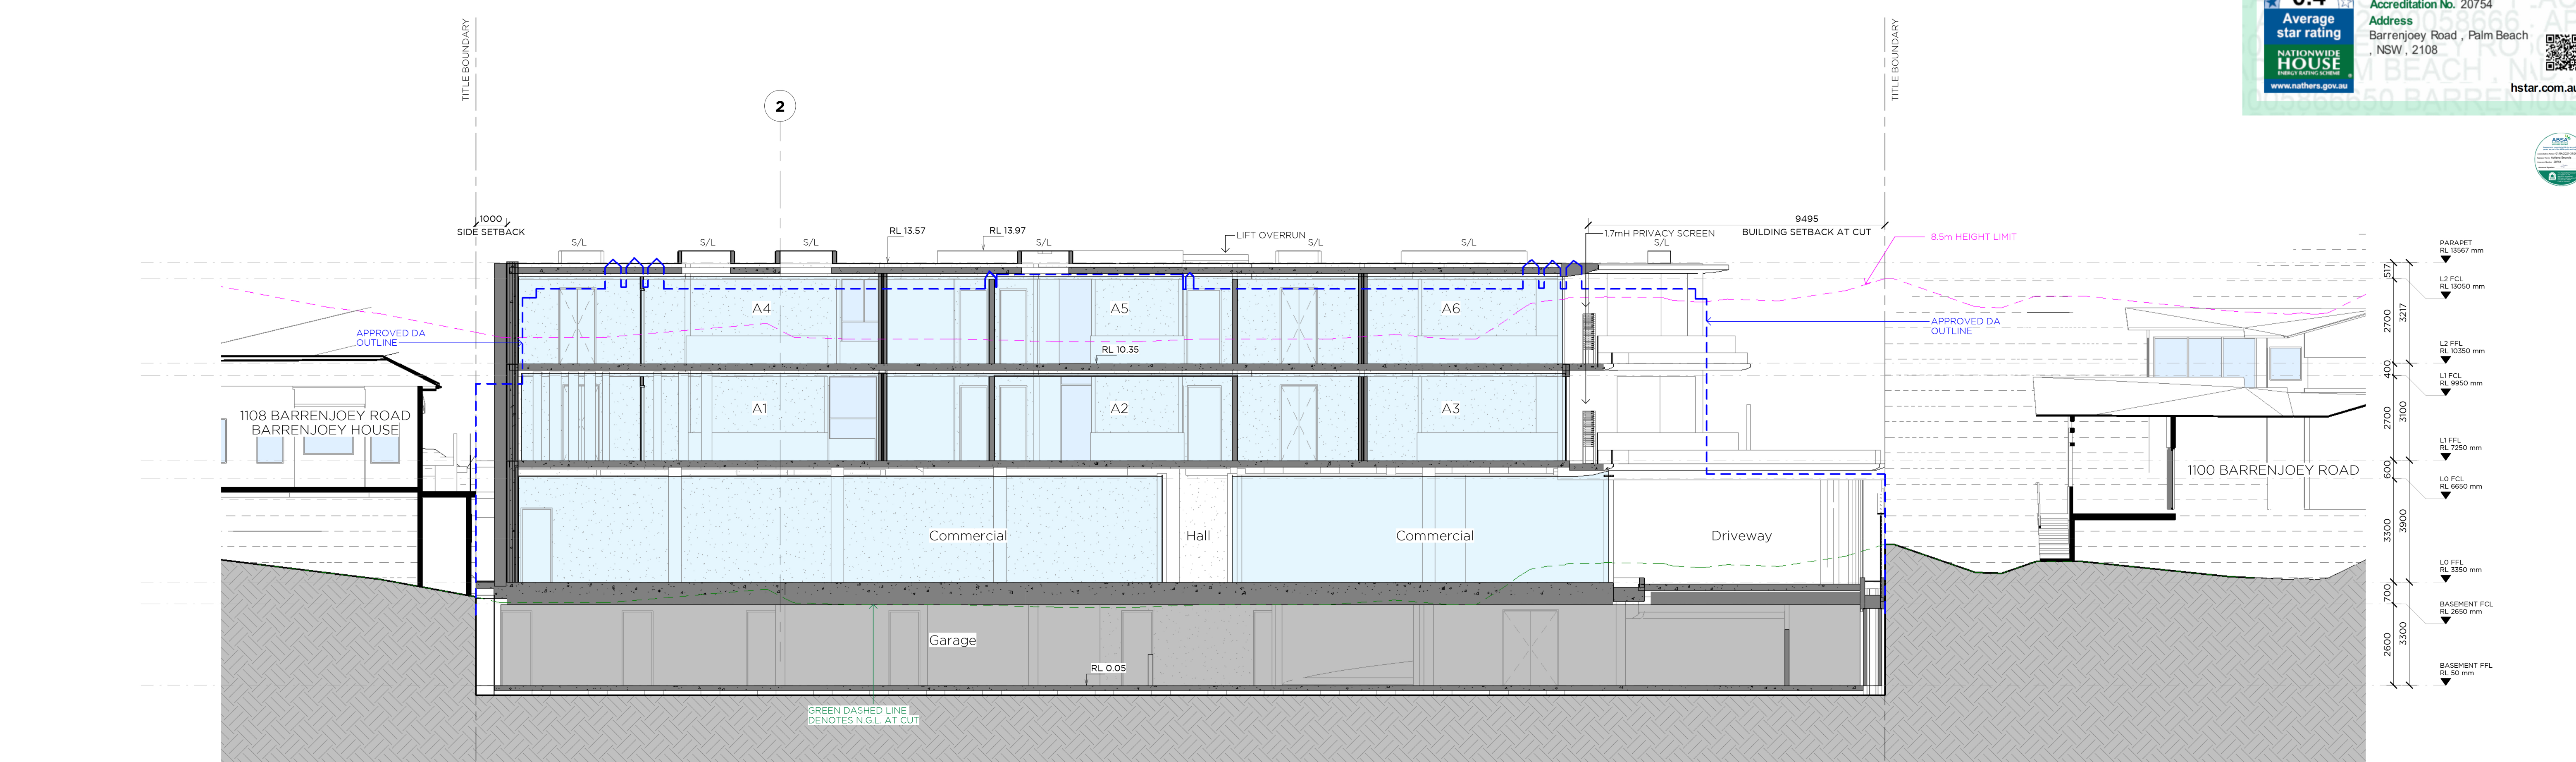 Accreditation No. 20754
Average
star rating
Address
Barrenjoey Road , Palm Beach
, NSW , 2108
NATIONWIDE
HOUSE
ENERGY RATING SCHEME
www.nathers.gov.au
hstar.com.au
ABSA
TITLE BOUNDARY
TITLE BOUNDARY
2
1000
SIDE SETBACK
S/L
S/L
S/L
RL 13.57
RL 13.97
S/L
LIFT OVERRUN
S/L
S/L
1.7mH PRIVACY SCREEN
9495
BUILDING SETBACK AT CUT
S/L
8.5m HEIGHT LIMIT
APPROVED DA
OUTLINE
A4
A5
A6
APPROVED DA
OUTLINE
RL 10.35
1108 BARRENJOEY ROAD
BARRENJOEY HOUSE
A1
A2
A3
1100 BARRENJOEY ROAD
Commercial
Hall
Commercial
Driveway
Garage
RL 0.05
GREEN DASHED LINE
DENOTES N.G.L. AT CUT
517
2700
3217
400
2700
3100
600
3300
3900
700
2600
3300
PARAPET
RL 13567 mm
L2 FCL
RL 13050 mm
L2 FFL
RL 10350 mm
L1 FCL
RL 9950 mm
L1 FFL
RL 7250 mm
L0 FCL
RL 6650 mm
L0 FFL
RL 3350 mm
BASEMENT FCL
RL 2650 mm
BASEMENT FFL
RL 50 mm